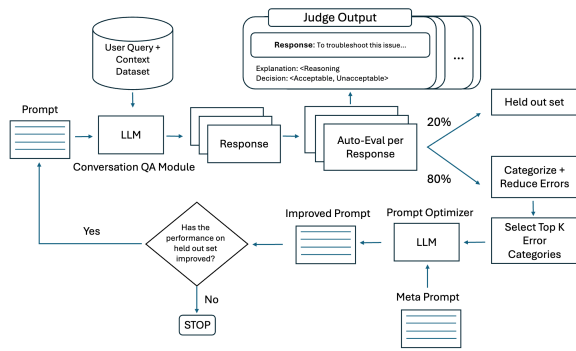 User Query +
Context
Dataset
Judge Output
Response: To troubleshoot this issue...
Explanation: <Reasoning
Decision: <Acceptable, Unacceptable>
...
Prompt
LLM
Conversation QA Module
Response
Auto-Eval per
Response
20%
80%
Held out set
Categorize +
Reduce Errors
Select Top K
Error
Categories
Prompt Optimizer
LLM
Meta Prompt
Improved Prompt
Has the
performance on
held out set
improved?
Yes
No
STOP